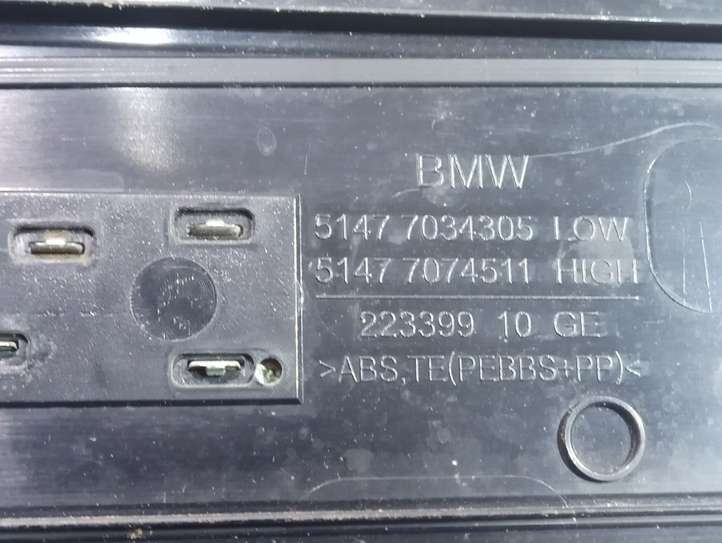 BMW
5147 7034305 LOW
5147 7074511 HIGH
223399 10 GE
>ABS,TE(PEBBS+PP)<